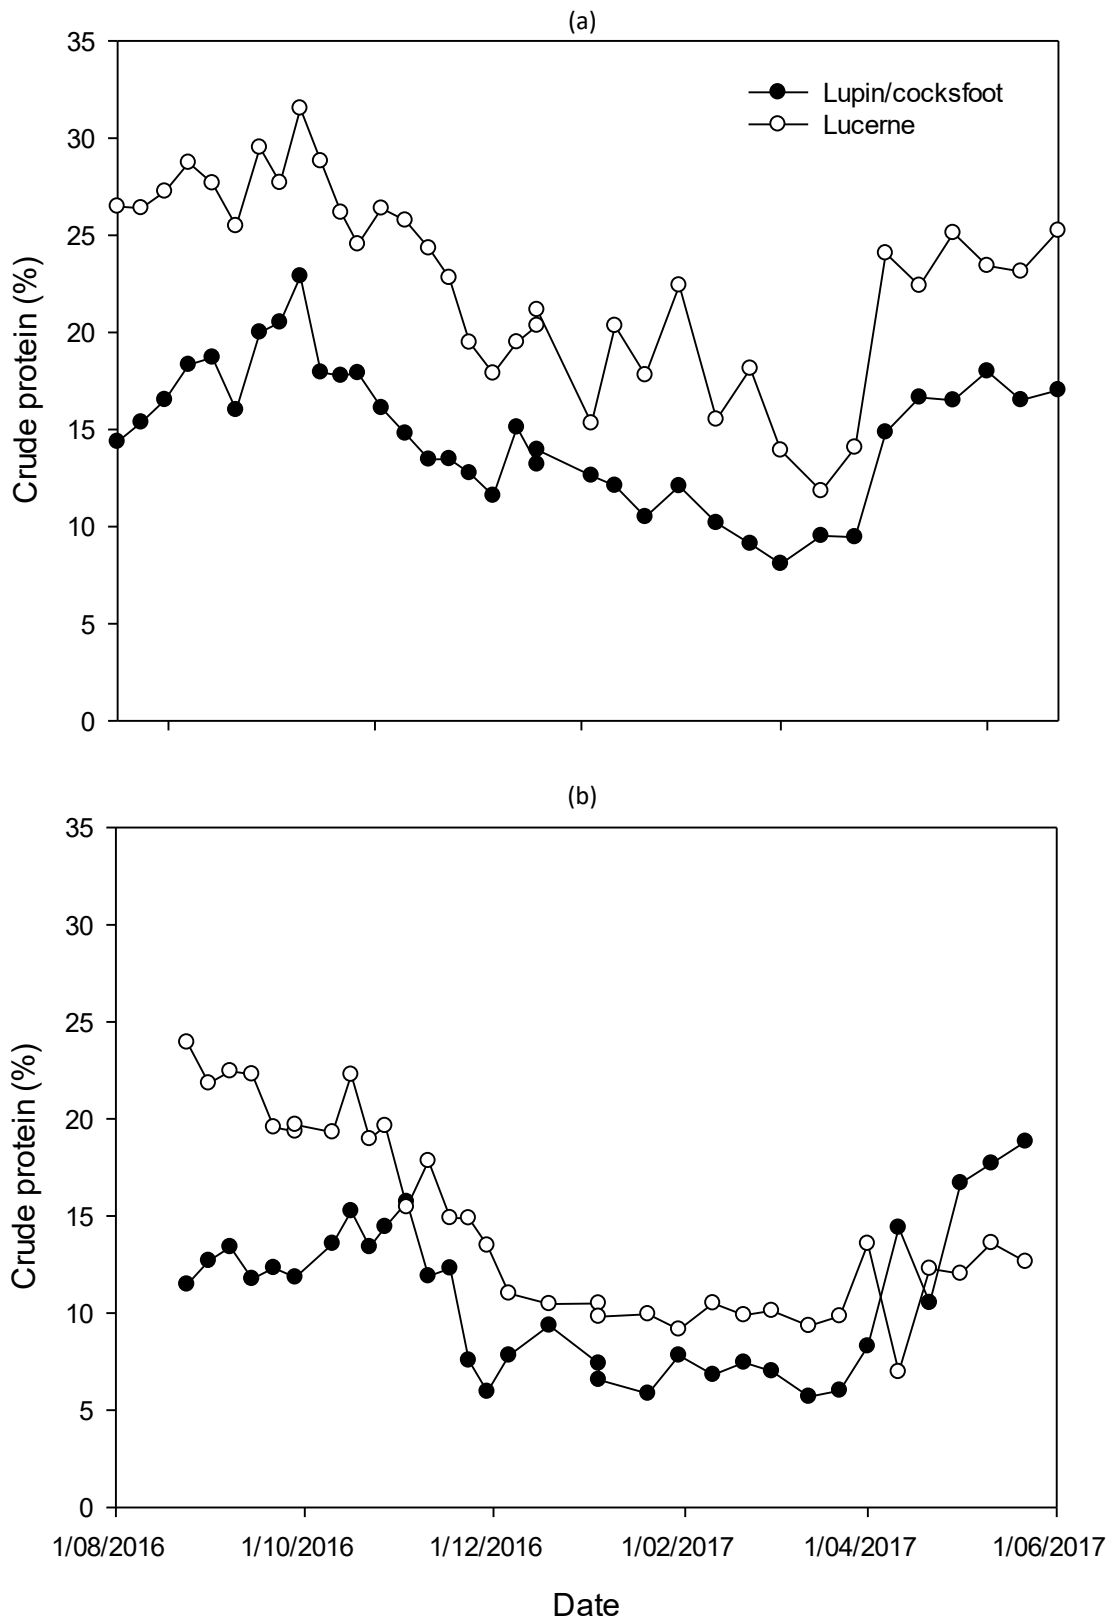 (a)
35
30
25
20
15
10
5
0
Crude protein (%)
Lupin/cocksfoot
Lucerne
(b)
35
30
25
20
15
10
5
0
Crude protein (%)
1/08/2016 1/10/2016 1/12/2016 1/02/2017 1/04/2017 1/06/2017
Date